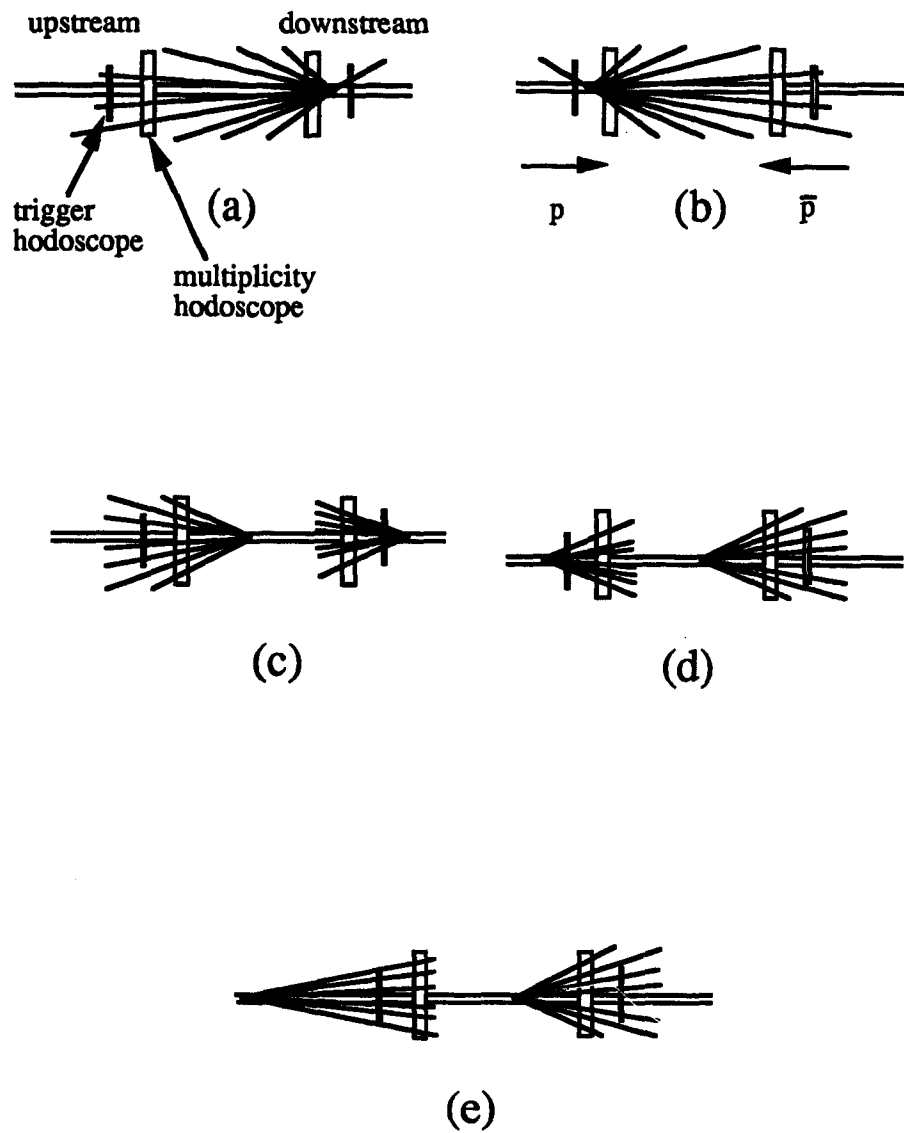 upstream
downstream
(a)
(b)
p
p̅
trigger
hodoscope
multiplicity
hodoscope
(c)
(d)
(e)